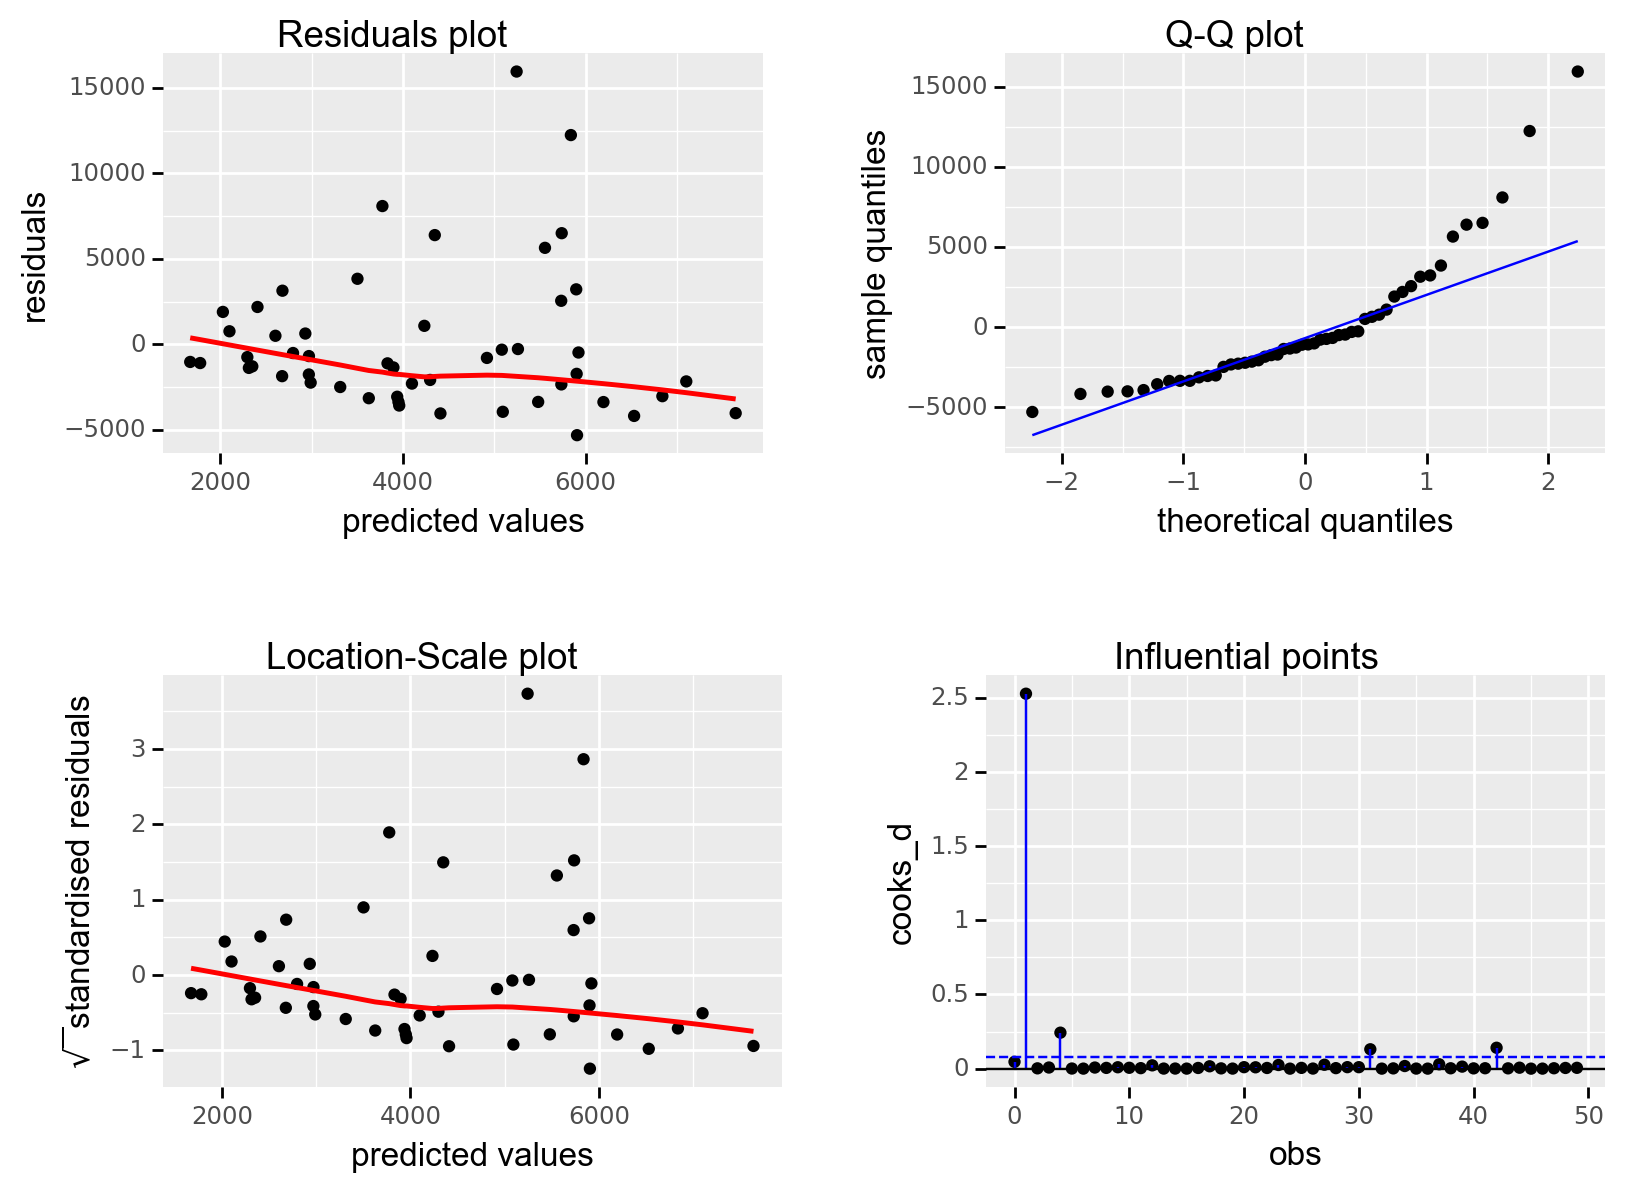 Residuals plot
15000
10000
5000
0
−5000
residuals
2000 4000 6000
predicted values
Q-Q plot
15000
10000
5000
0
−5000
sample quantiles
−2 −1 0 1 2
theoretical quantiles
Location-Scale plot
3
2
1
0
−1
√standardised residuals
2000 4000 6000
predicted values
Influential points
2.5
2
1.5
1
0.5
0
cooks_d
0 10 20 30 40 50
obs